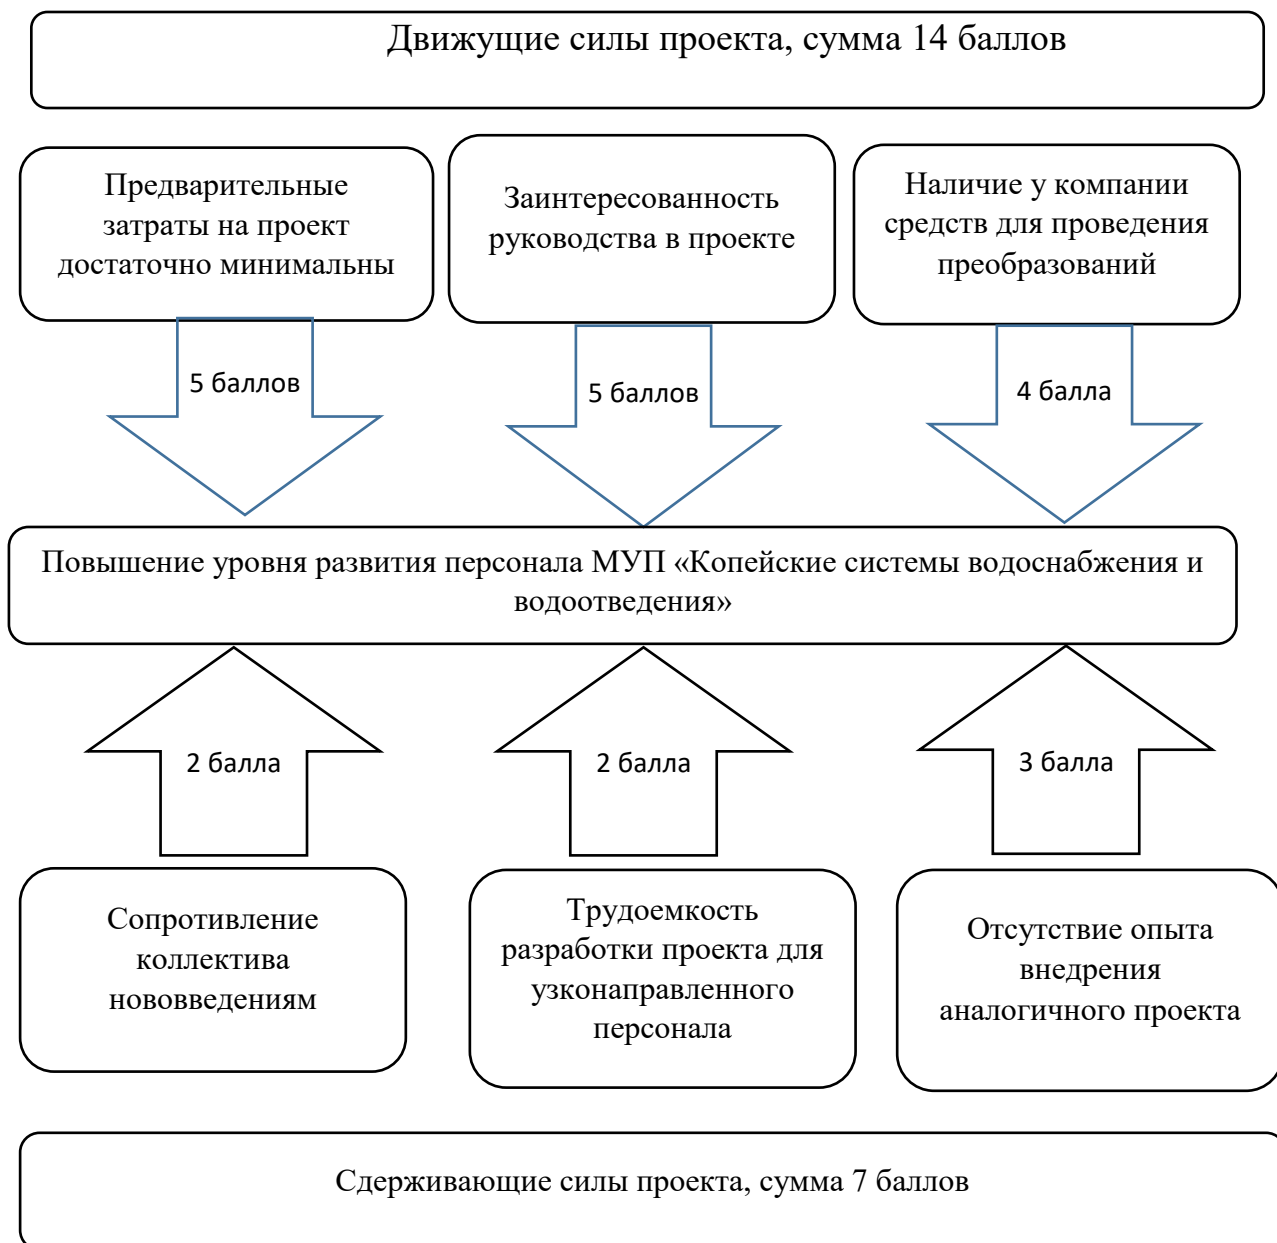 Движущие силы проекта, сумма 14 баллов
Предварительные
затраты на проект
достаточно минимальны
Заинтересованность
руководства в проекте
Наличие у компании
средств для проведения
преобразований
5 баллов
5 баллов
4 балла
Повышение уровня развития персонала МУП «Копейские системы водоснабжения и
водоотведения»
2 балла
2 балла
3 балла
Сопротивление
коллектива
нововведениям
Трудоемкость
разработки проекта для
узконаправленного
персонала
Отсутствие опыта
внедрения
аналогичного проекта
Сдерживающие силы проекта, сумма 7 баллов